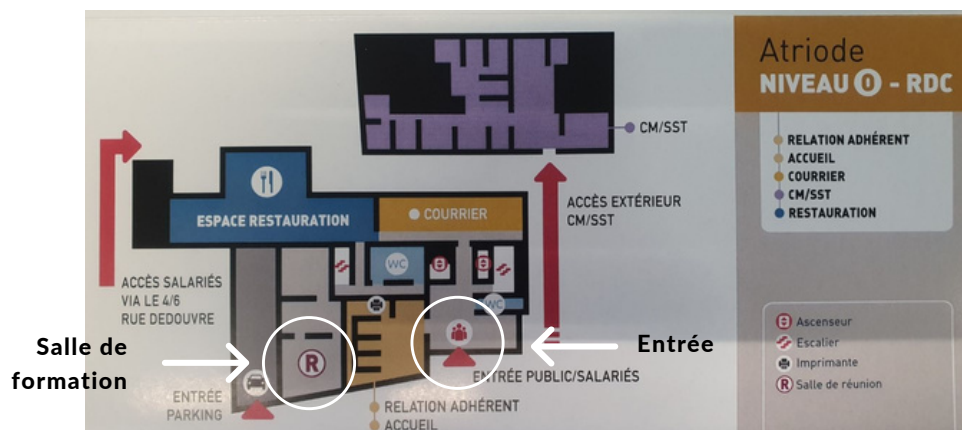 Atriode
NIVEAU 0 - RDC
CM/SST
RELATION ADHÉRENT
ACCUEIL
COURRIER
CM/SST
RESTAURATION
ESPACE RESTAURATION
COURRIER
ACCÈS EXTÉRIEUR
CM/SST
WC
WC
ACCÈS SALARIÉS
VIA LE 4/6
RUE DEDOUVRE
Salle de
formation
R
Entrée
ENTRÉE PUBLIC/SALARIÉS
ENTRÉE
PARKING
RELATION ADHÉRENT
ACCUEIL
Ascenseur
Escalier
Imprimante
R Salle de réunion